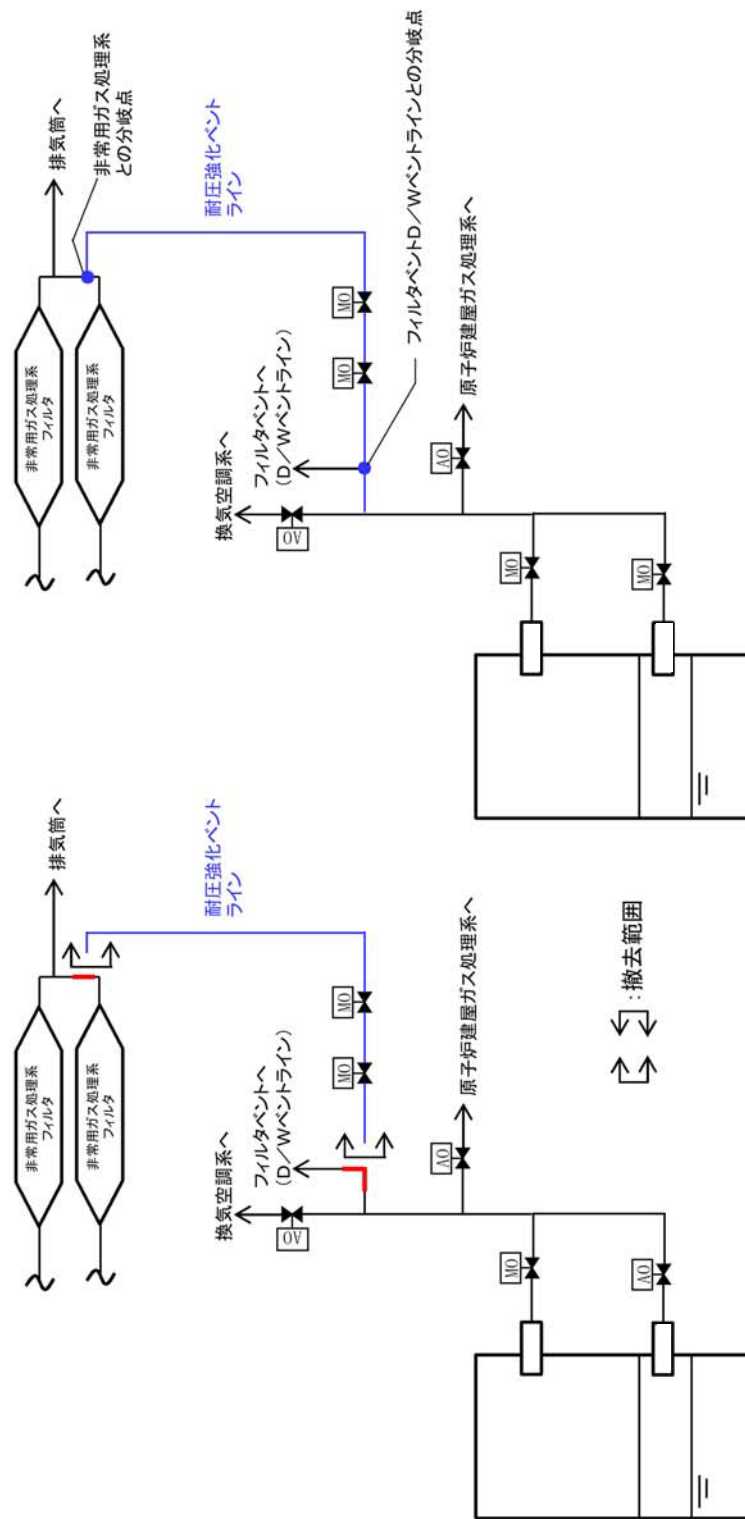 非常用ガス処理系
フィルタ
非常用ガス処理系
フィルタ
排気筒へ
非常用ガス処理系
との分岐点
耐圧強化ベント
ライン
MO
MO
フィルタベントD/Wベントラインとの分岐点
フィルタベントへ
(D/Wベントライン)
換気空調系へ
AO
AO
原子炉建屋ガス処理系へ
MO
MO
非常用ガス処理系
フィルタ
非常用ガス処理系
フィルタ
排気筒へ
耐圧強化ベント
ライン
MO
MO
フィルタベントへ
(D/Wベントライン)
換気空調系へ
AO
AO
原子炉建屋ガス処理系へ
MO
AO
:撤去範囲